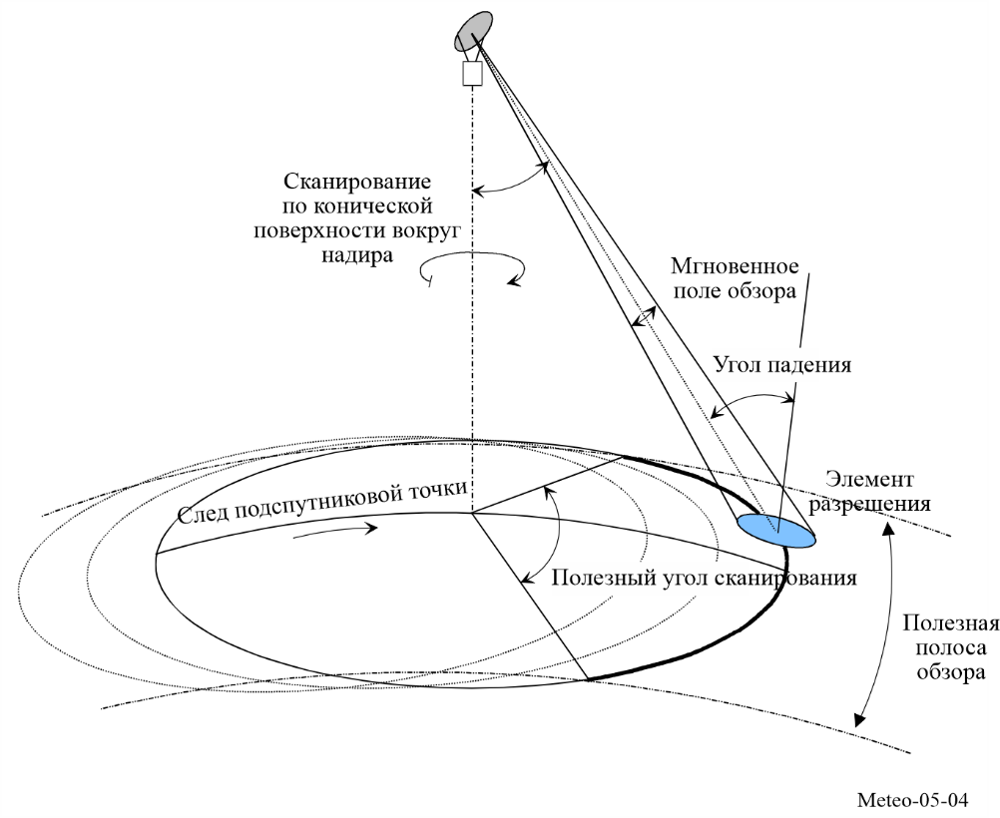 Сканирование
по конической
поверхности вокруг
надира
Мгновенное
поле обзора
Угол падения
Элемент
разрешения
След подспутниковой точки
Полезный угол сканирования
Полезная
полоса
обзора
Meteo-05-04